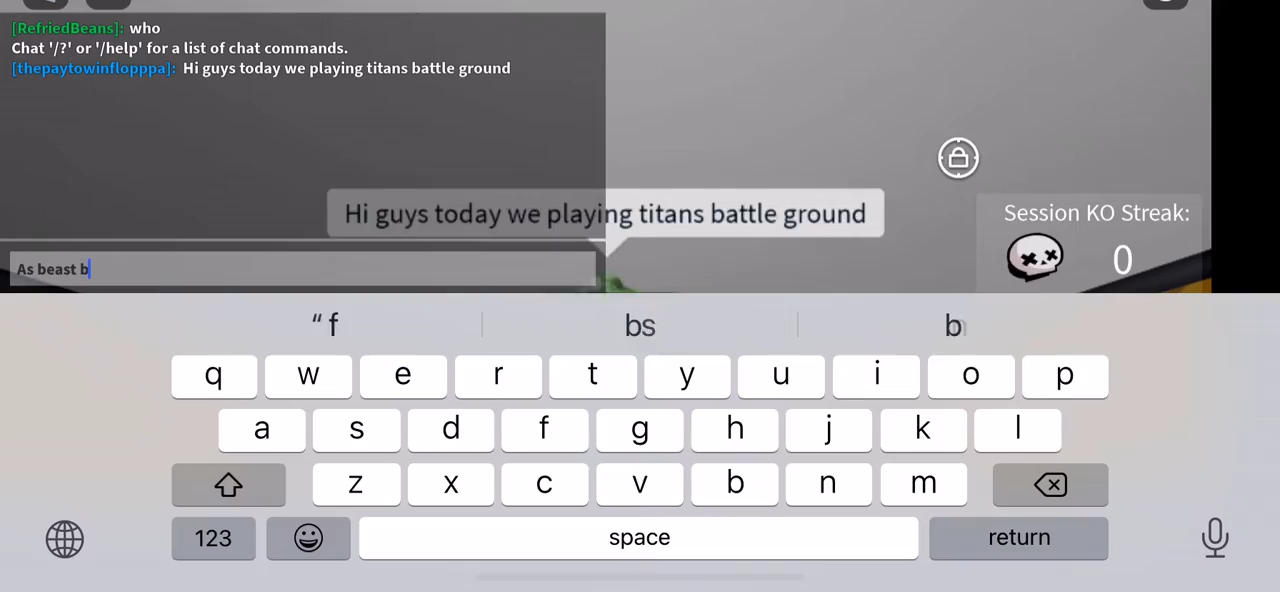 [RefriedBeans]: who
Chat '/?' or '/help' for a list of chat commands.
[thepaytowinflopppa]: Hi guys today we playing titans battle ground
Hi guys today we playing titans battle ground
Session KO Streak:
0
As beast b
“ f bs b
q w e r t y u i o p
a s d f g h j k l
z x c v b n m
123 space return